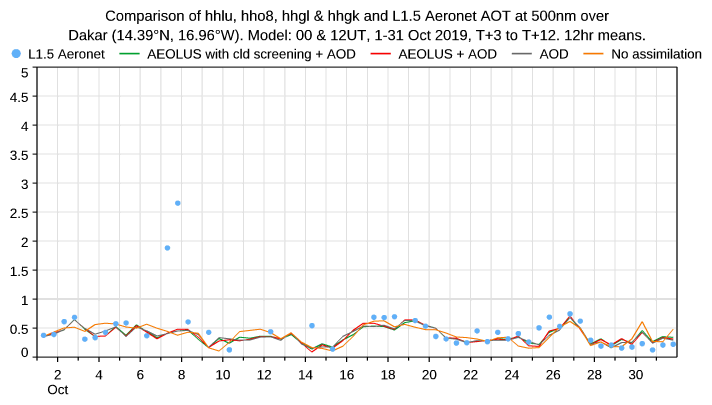 Comparison of hhlu, hho8, hhgl & hhgk and L1.5 Aeronet AOT at 500nm over
Dakar (14.39°N, 16.96°W). Model: 00 & 12UT, 1-31 Oct 2019, T+3 to T+12. 12hr means.
L1.5 Aeronet AEOLUS with cld screening + AOD AEOLUS + AOD AOD No assimilation
5
4.5
4
3.5
3
2.5
2
1.5
1
0.5
0
2 4 6 8 10 12 14 16 18 20 22 24 26 28 30
Oct